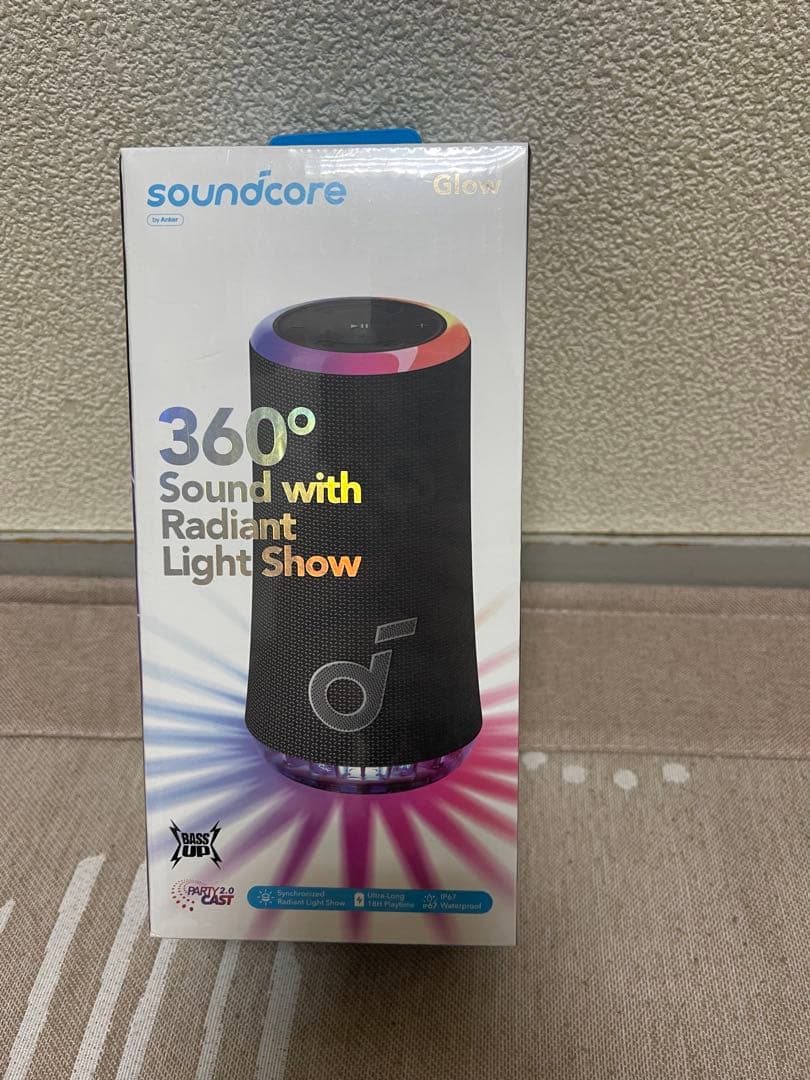 soundcore
Glow
by Anker
360°
Sound with
Radiant
Light Show
BASS
UP
PARTY 2.0
CAST
Synchronized
Radiant Light Show
Ultra-Long
18H Playtime
IP67
IP67
Waterproof